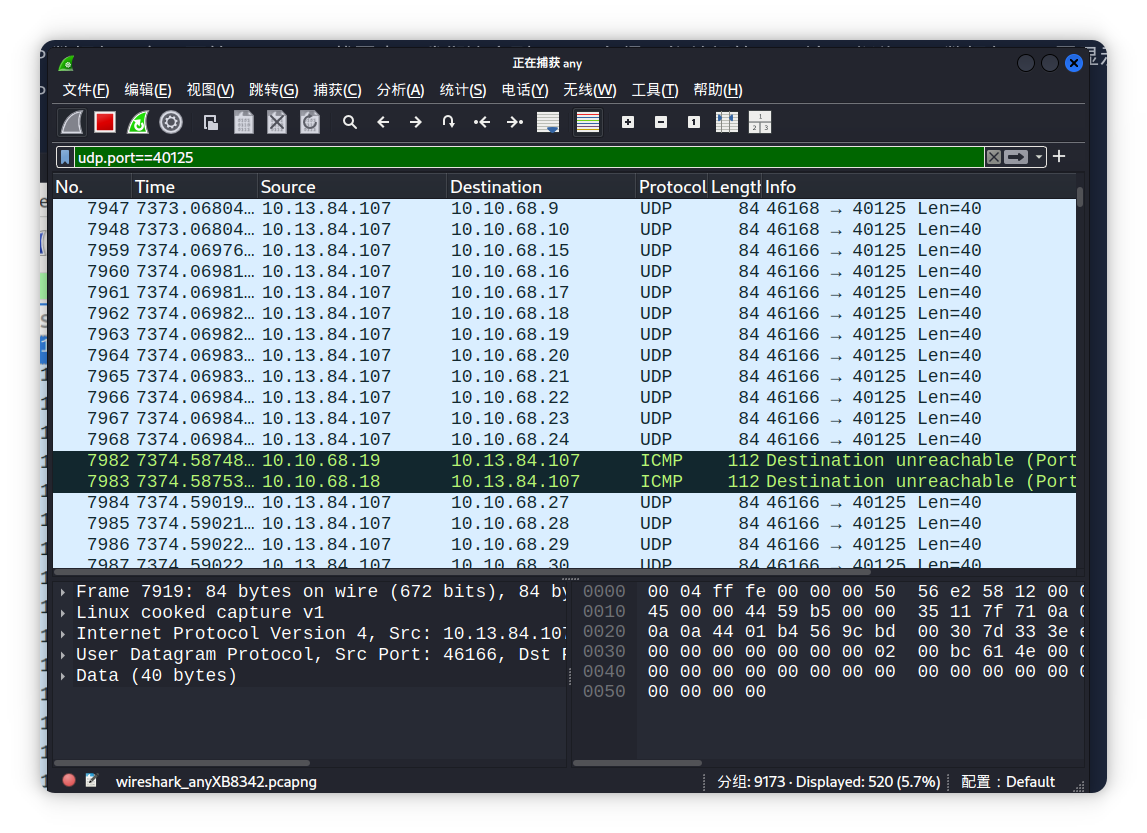 正在捕获 any
文件(F) 编辑(E) 视图(V) 跳转(G) 捕获(C) 分析(A) 统计(S) 电话(Y) 无线(W) 工具(T) 帮助(H)
udp.port==40125
No. Time Source Destination Protocol Length Info
7947 7373.06804… 10.13.84.107 10.10.68.9 UDP 84 46168 → 40125 Len=40
7948 7373.06804… 10.13.84.107 10.10.68.10 UDP 84 46168 → 40125 Len=40
7959 7374.06976… 10.13.84.107 10.10.68.15 UDP 84 46166 → 40125 Len=40
7960 7374.06981… 10.13.84.107 10.10.68.16 UDP 84 46166 → 40125 Len=40
7961 7374.06981… 10.13.84.107 10.10.68.17 UDP 84 46166 → 40125 Len=40
7962 7374.06982… 10.13.84.107 10.10.68.18 UDP 84 46166 → 40125 Len=40
7963 7374.06982… 10.13.84.107 10.10.68.19 UDP 84 46166 → 40125 Len=40
7964 7374.06983… 10.13.84.107 10.10.68.20 UDP 84 46166 → 40125 Len=40
7965 7374.06983… 10.13.84.107 10.10.68.21 UDP 84 46166 → 40125 Len=40
7966 7374.06984… 10.13.84.107 10.10.68.22 UDP 84 46166 → 40125 Len=40
7967 7374.06984… 10.13.84.107 10.10.68.23 UDP 84 46166 → 40125 Len=40
7968 7374.06984… 10.13.84.107 10.10.68.24 UDP 84 46166 → 40125 Len=40
7982 7374.58748… 10.10.68.19 10.13.84.107 ICMP 112 Destination unreachable (Port
7983 7374.58753… 10.10.68.18 10.13.84.107 ICMP 112 Destination unreachable (Port
7984 7374.59019… 10.13.84.107 10.10.68.27 UDP 84 46166 → 40125 Len=40
7985 7374.59021… 10.13.84.107 10.10.68.28 UDP 84 46166 → 40125 Len=40
7986 7374.59022… 10.13.84.107 10.10.68.29 UDP 84 46166 → 40125 Len=40
7987 7374.59022… 10.13.84.107 10.10.68.30 UDP 84 46166 → 40125 Len=40
Frame 7919: 84 bytes on wire (672 bits), 84 by
Linux cooked capture v1
Internet Protocol Version 4, Src: 10.13.84.107
User Datagram Protocol, Src Port: 46166, Dst P
Data (40 bytes)
0000 00 04 ff fe 00 00 00 50 56 e2 58 12 00
0010 45 00 00 44 59 b5 00 00 35 11 7f 71 0a
0020 0a 0a 44 01 b4 56 9c bd 00 30 7d 33 3e
0030 00 00 00 00 00 00 00 02 00 bc 61 4e 00
0040 00 00 00 00 00 00 00 00 00 00 00 00 00
0050 00 00 00 00
wireshark_anyXB8342.pcapng 分组: 9173 · Displayed: 520 (5.7%) 配置：Default